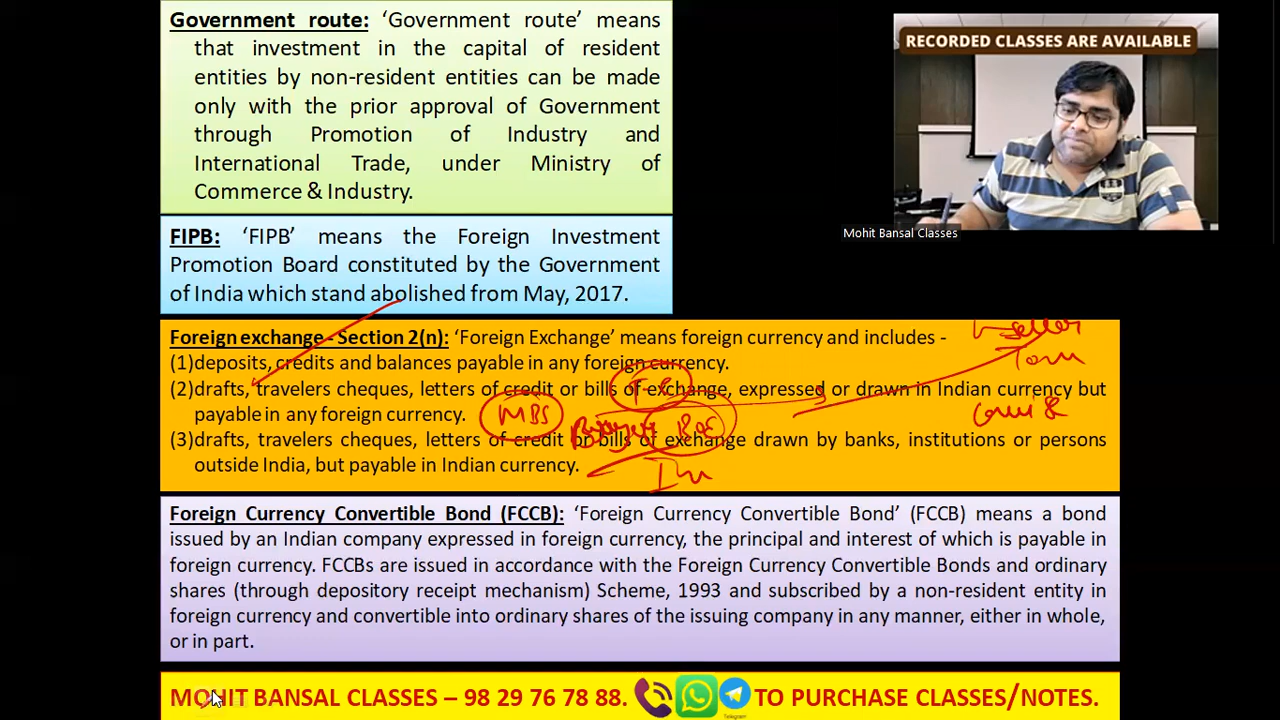 Government route: ‘Government route’ means
that investment in the capital of resident
entities by non-resident entities can be made
only with the prior approval of Government
through Promotion of Industry and
International Trade, under Ministry of
Commerce & Industry.
FIPB: ‘FIPB’ means the Foreign Investment
Promotion Board constituted by the Government
of India which stand abolished from May, 2017.
RECORDED CLASSES ARE AVAILABLE
Mohit Bansal Classes
Foreign exchange - Section 2(n): ‘Foreign Exchange’ means foreign currency and includes -
(1)deposits, credits and balances payable in any foreign currency.
(2)drafts, travelers cheques, letters of credit or bills of exchange, expressed or drawn in Indian currency but
payable in any foreign currency.
(3)drafts, travelers cheques, letters of credit or bills of exchange drawn by banks, institutions or persons
outside India, but payable in Indian currency.
MBS
Foreign Currency Convertible Bond (FCCB): ‘Foreign Currency Convertible Bond’ (FCCB) means a bond
issued by an Indian company expressed in foreign currency, the principal and interest of which is payable in
foreign currency. FCCBs are issued in accordance with the Foreign Currency Convertible Bonds and ordinary
shares (through depository receipt mechanism) Scheme, 1993 and subscribed by a non-resident entity in
foreign currency and convertible into ordinary shares of the issuing company in any manner, either in whole,
or in part.
MOHIT BANSAL CLASSES – 98 29 76 78 88. TO PURCHASE CLASSES/NOTES.
Telegram